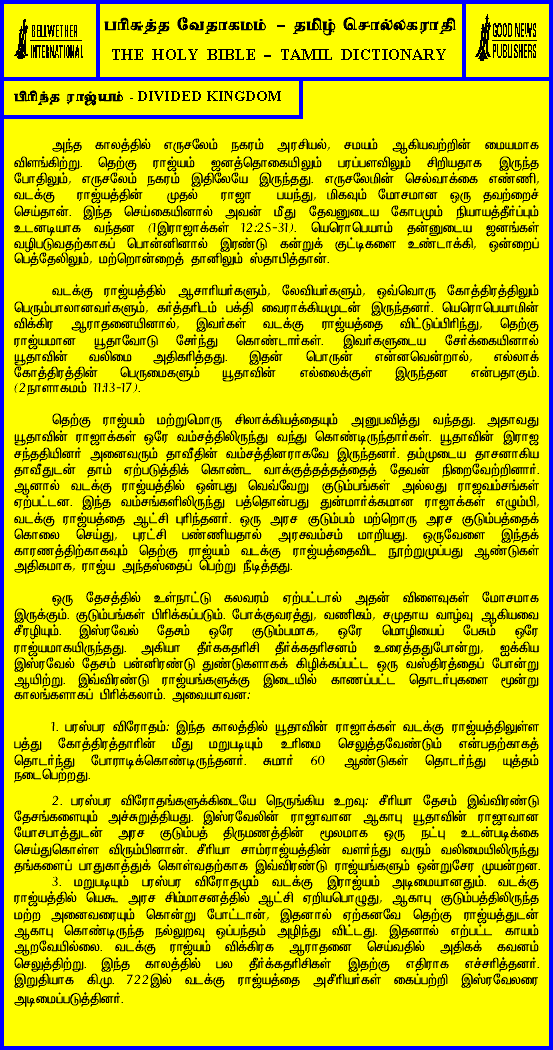 BELLWETHER
INTERNATIONAL
பரிசுத்த வேதாகமம் – தமிழ் சொல்லகராதி
THE HOLY BIBLE – TAMIL DICTIONARY
GOOD NEWS
PUBLISHERS
பிரிந்த ராஜ்யம் - DIVIDED KINGDOM
அந்த காலத்தில் எருசலேம் நகரம் அரசியல், சமயம் ஆகியவற்றின் மையமாக
விளங்கிற்று. தெற்கு ராஜ்யம் ஜனத்தொகையிலும் பரப்பளவிலும் சிறியதாக இருந்த
போதிலும், எருசலேம் நகரம் இதிலேயே இருந்தது. எருசலேமின் செல்வாக்கை எண்ணி,
வடக்கு ராஜ்யத்தின் முதல் ராஜா பயந்து, மிகவும் மோசமான ஒரு தவற்றைச்
செய்தான். இந்த செய்கையினால் அவன் மீது தேவனுடைய கோபமும் நியாயத்தீர்ப்பும்
உடனடியாக வந்தன (1இராஜாக்கள் 12:25-31). யெரொபெயாம் தன்னுடைய ஜனங்கள்
வழிபடுவதற்காகப் பொன்னினால் இரண்டு கன்றுக் குட்டிகளை உண்டாக்கி, ஒன்றைப்
பெத்தேலிலும், மற்றொன்றைத் தானிலும் ஸ்தாபித்தான்.
வடக்கு ராஜ்யத்தில் ஆசாரியர்களும், லேவியர்களும், ஒவ்வொரு கோத்திரத்திலும்
பெரும்பாலானவர்களும், கர்த்தரிடம் பக்தி வைராக்கியமுடன் இருந்தனர். யெரொபெயாமின்
விக்கிர ஆராதனையினால், இவர்கள் வடக்கு ராஜ்யத்தை விட்டுப்பிரிந்து, தெற்கு
ராஜ்யமான யூதாவோடு சேர்ந்து கொண்டார்கள். இவர்களுடைய சேர்க்கையினால்
யூதாவின் வலிமை அதிகரித்தது. இதன் பொருன் என்னவென்றால், எல்லாக்
கோத்திரத்தின் பெருமைகளும் யூதாவின் எல்லைக்குள் இருந்தன என்பதாகும்.
(2நாளாகமம் 11:13-17).
தெற்கு ராஜ்யம் மற்றுமொரு சிலாக்கியத்தையும் அனுபவித்து வந்தது. அதாவது
யூதாவின் ராஜாக்கள் ஒரே வம்சத்திலிருந்து வந்து கொண்டிருந்தார்கள். யூதாவின் இராஜ
சந்ததியினர் அனைவரும் தாவீதின் வம்சத்தினராகவே இருந்தனர். தம்முடைய தாசனாகிய
தாவீதுடன் தாம் ஏற்படுத்திக் கொண்ட வாக்குத்தத்தத்தைத் தேவன் நிறைவேற்றினார்.
ஆனால் வடக்கு ராஜ்யத்தில் ஒன்பது வெவ்வேறு குடும்பங்கள் அல்லது ராஜவம்சங்கள்
ஏற்பட்டன. இந்த வம்சங்களிலிருந்து பத்தொன்பது துன்மார்க்கமான ராஜாக்கள் எழும்பி,
வடக்கு ராஜ்யத்தை ஆட்சி புரிந்தனர். ஒரு அரச குடும்பம் மற்றொரு அரச குடும்பத்தைக்
கொலை செய்து, புரட்சி பண்ணியதால் அரசவம்சம் மாறியது. ஒருவேளை இந்தக்
காரணத்திற்காகவும் தெற்கு ராஜ்யம் வடக்கு ராஜ்யத்தைவிட நூற்றுமுப்பது ஆண்டுகள்
அதிகமாக, ராஜ்ய அந்தஸ்தைப் பெற்று நீடித்தது.
ஒரு தேசத்தில் உள்நாட்டு கலவரம் ஏற்பட்டால் அதன் விளைவுகள் மோசமாக
இருக்கும். குடும்பங்கள் பிரிக்கப்படும். போக்குவரத்து, வணிகம், சமுதாய வாழ்வு ஆகியவை
சீரழியும். இஸ்ரவேல் தேசம் ஒரே குடும்பமாக, ஒரே மொழியைப் பேசும் ஒரே
ராஜ்யமாகயிருந்தது. அகியா தீர்க்கதரிசி தீர்க்கதரிசனம் உரைத்ததுபோன்று, ஐக்கிய
இஸ்ரவேல் தேசம் பன்னிரண்டு துண்டுகளாகக் கிழிக்கப்பட்ட ஒரு வஸ்திரத்தைப் போன்று
ஆயிற்று. இவ்விரண்டு ராஜ்யங்களுக்கு இடையில் காணப்பட்ட தொடர்புகளை மூன்று
காலங்களாகப் பிரிக்கலாம். அவையாவன:
1. பரஸ்பர விரோதம்: இந்த காலத்தில் யூதாவின் ராஜாக்கள் வடக்கு ராஜ்யத்திலுள்ள
பத்து கோத்திரத்தாரின் மீது மறுபடியும் உரிமை செலுத்தவேண்டும் என்பதற்காகத்
தொடர்ந்து போராடிக்கொண்டிருந்தனர். சுமார் 60 ஆண்டுகள் தொடர்ந்து யுத்தம்
நடைபெற்றது.
2. பரஸ்பர விரோதங்களுக்கிடையே நெருங்கிய உறவு: சீரியா தேசம் இவ்விரண்டு
தேசங்களையும் அச்சுறுத்தியது. இஸ்ரவேலின் ராஜாவான ஆகாபு யூதாவின் ராஜாவான
யோசபாத்துடன் அரச குடும்பத் திருமணத்தின் மூலமாக ஒரு நட்பு உடன்படிக்கை
செய்துகொள்ள விரும்பினான். சீரியா சாம்ராஜ்யத்தின் வளர்ந்து வரும் வலிமையிலிருந்து
தங்களைப் பாதுகாத்துக் கொள்வதற்காக இவ்விரண்டு ராஜ்யங்களும் ஒன்றுசேர முயன்றன.
3. மறுபடியும் பரஸ்பர விரோதமும் வடக்கு இராஜ்யம் அடிமையானதும். வடக்கு
ராஜ்யத்தில் யெகூ அரச சிம்மாசனத்தில் ஆட்சி ஏறியபொழுது, ஆகாபு குடும்பத்திலிருந்த
மற்ற அனைவரையும் கொன்று போட்டான், இதனால் ஏற்கனவே தெற்கு ராஜ்யத்துடன்
ஆகாபு கொண்டிருந்த நல்லுறவு ஒப்பந்தம் அழிந்து விட்டது. இதனால் எற்பட்ட காயம்
ஆறவேயில்லை. வடக்கு ராஜ்யம் விக்கிரக ஆராதனை செய்வதில் அதிகக் கவனம்
செலுத்திற்று. இந்த காலத்தில் பல தீர்க்கதரிசிகள் இதற்கு எதிராக எச்சரித்தனர்.
இறுதியாக கி.மு. 722இல் வடக்கு ராஜ்யத்தை அசீரியர்கள் கைப்பற்றி இஸ்ரவேலரை
அடிமைப்படுத்தினர்.